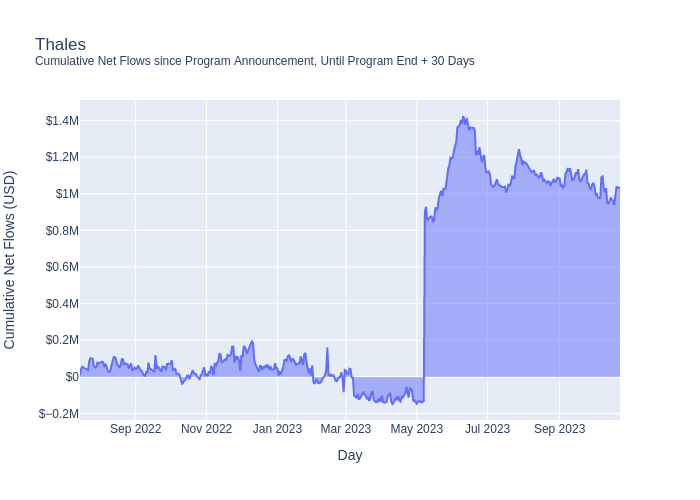 Thales
Cumulative Net Flows since Program Announcement, Until Program End + 30 Days
Cumulative Net Flows (USD)
$1.4M
$1.2M
$1M
$0.8M
$0.6M
$0.4M
$0.2M
$0
$−0.2M
Sep 2022
Nov 2022
Jan 2023
Mar 2023
May 2023
Jul 2023
Sep 2023
Day